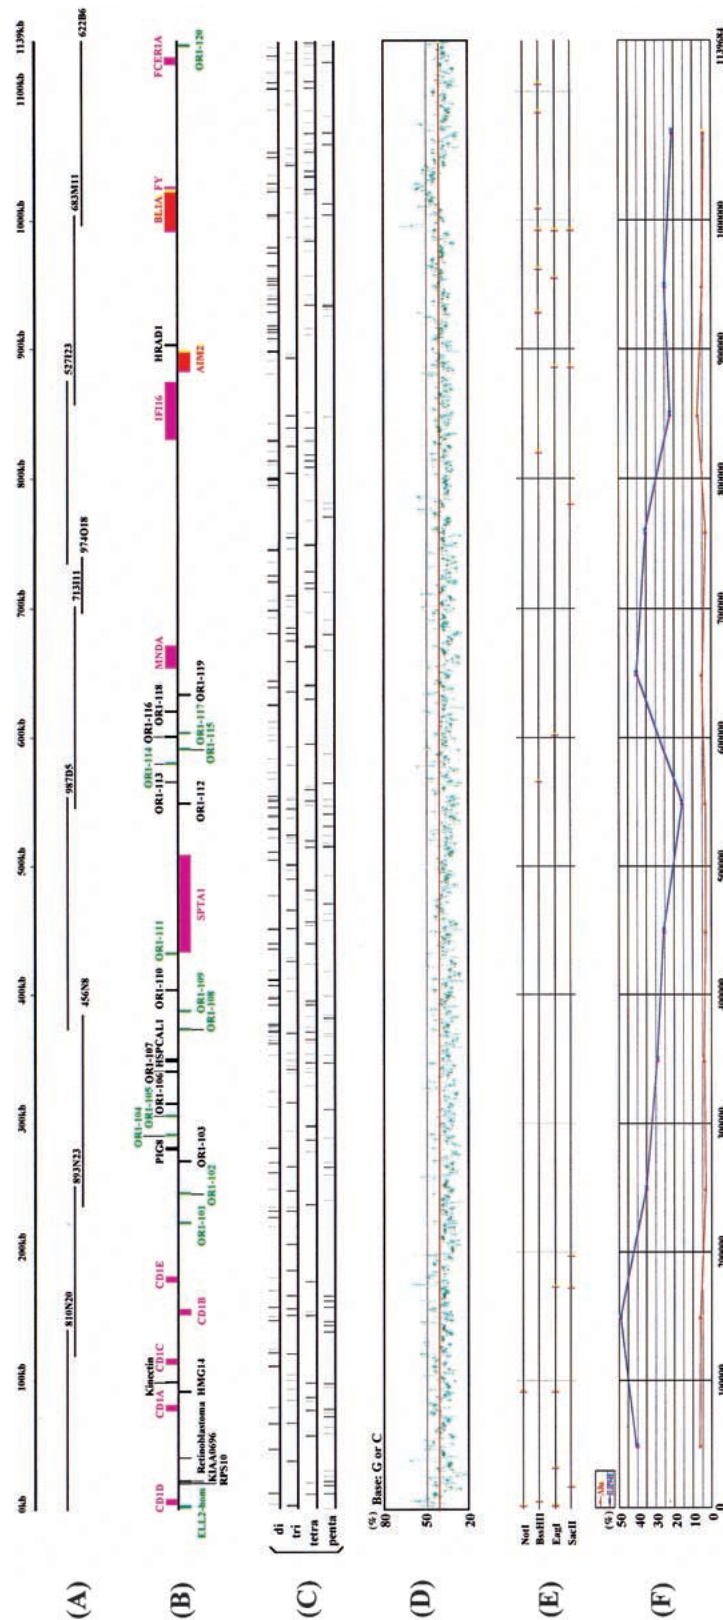 0kb 100kb 200kb 300kb 400kb 500kb 600kb 700kb 800kb 900kb 1000kb 1100kb 1139kb
(A)
810N20 893N23 456N8 987D5 713I11 974O18 527I23 683M11 622B6
(B)
CD1D CD1A Kinectin CD1C CD1E PIG8 OR1-104 OR1-105 OR1-106 OR1-107 HSPCAL1 OR1-110 OR1-111 OR1-113 OR1-114 OR1-116 OR1-118 MNDA IFI16 HRAD1 BL1A FY FCER1A
ELL2-hom RPS10 KIAA0696 Retinoblastoma HMG14 CD1B OR1-101 OR1-102 OR1-103 OR1-108 OR1-109 SPTA1 OR1-112 OR1-115 OR1-117 OR1-119 AIM2 OR1-120
(C)
di
tri
tetra
penta
(D)
(%) Base: G or C
80
50
20
(E)
NotI
BssHII
EagI
SacII
(F)
(%)
Alu
50
40
30
20
10
0
0 100000 200000 300000 400000 500000 600000 700000 800000 900000 1000000 1139684